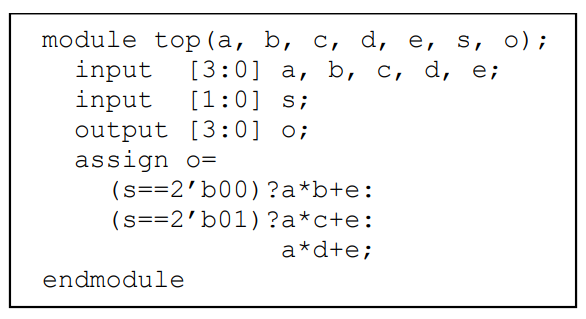 module top(a, b, c, d, e, s, o);
  input  [3:0] a, b, c, d, e;
  input  [1:0] s;
  output [3:0] o;
  assign o=
    (s==2’b00)?a*b+e:
    (s==2’b01)?a*c+e:
              a*d+e;
endmodule